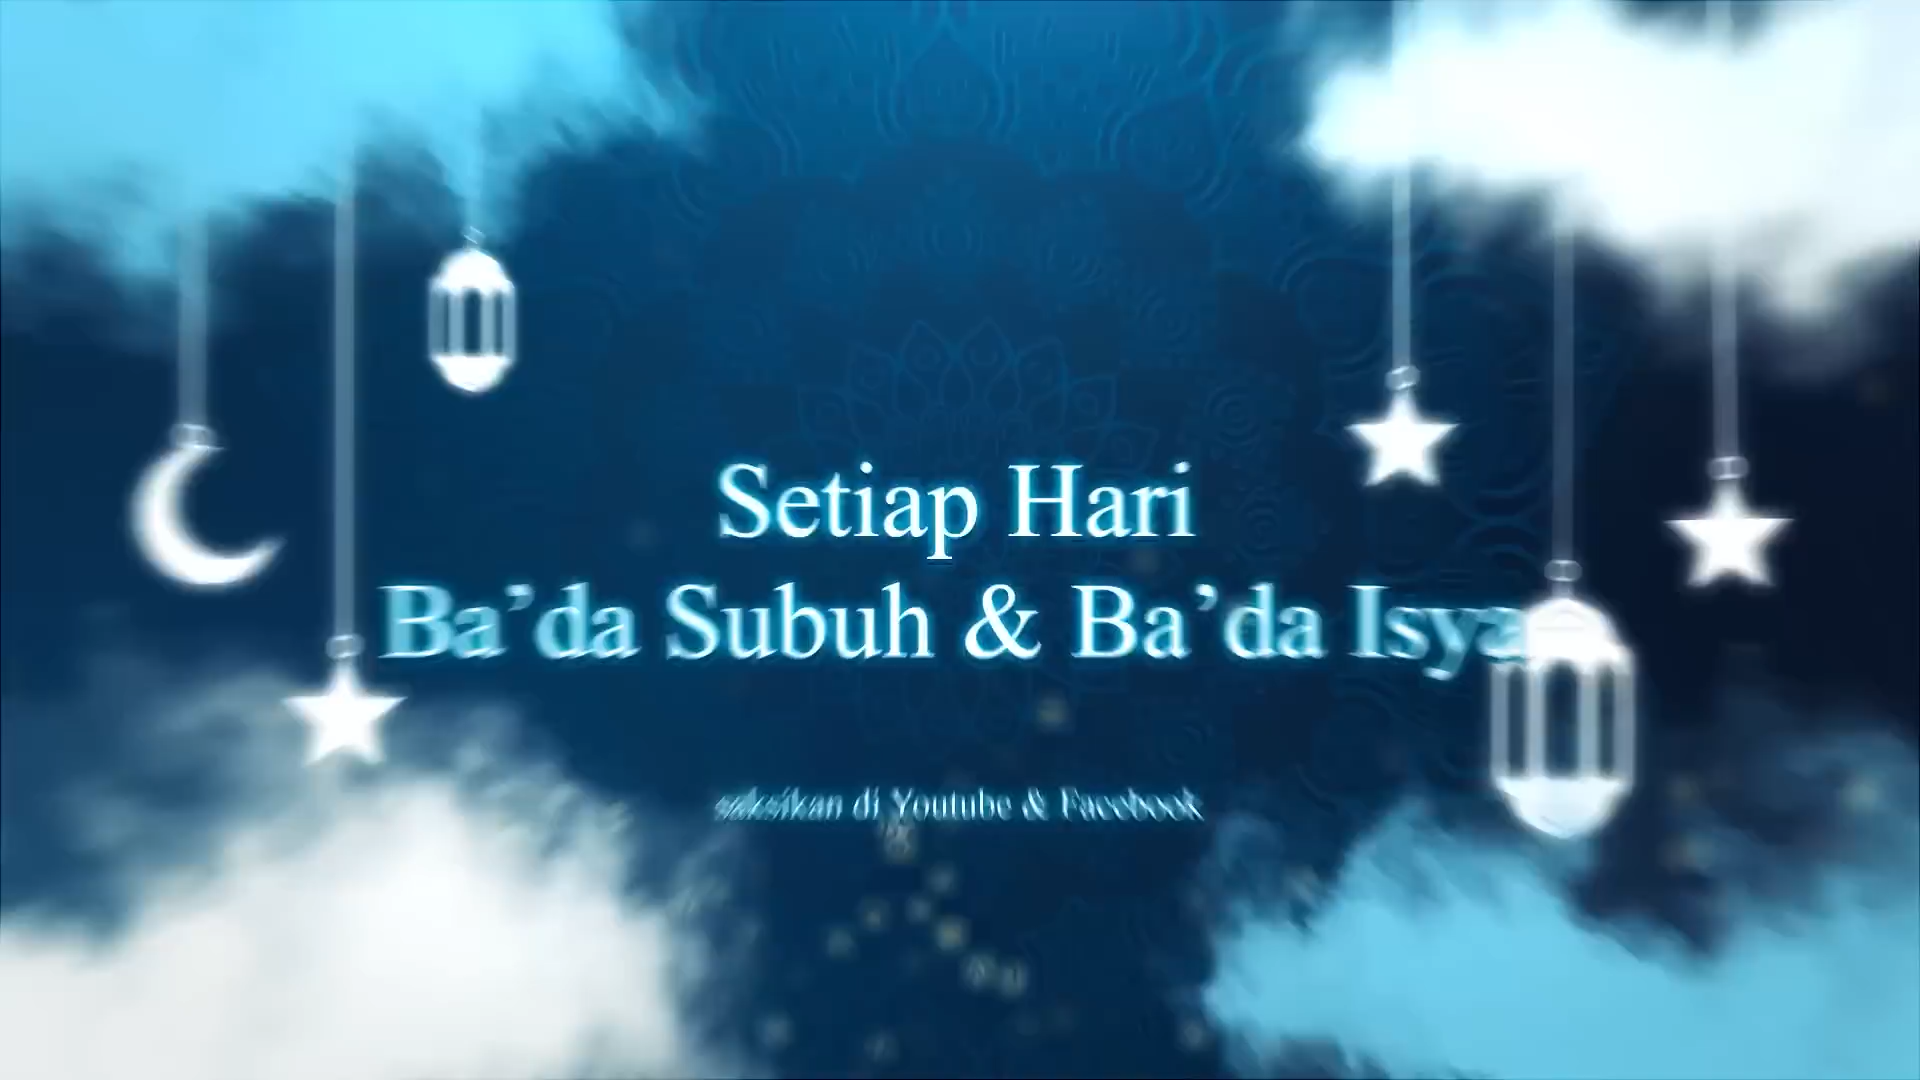 Setiap Hari
Ba’da Subuh & Ba’da Isya
saksikan di Youtube & Facebook